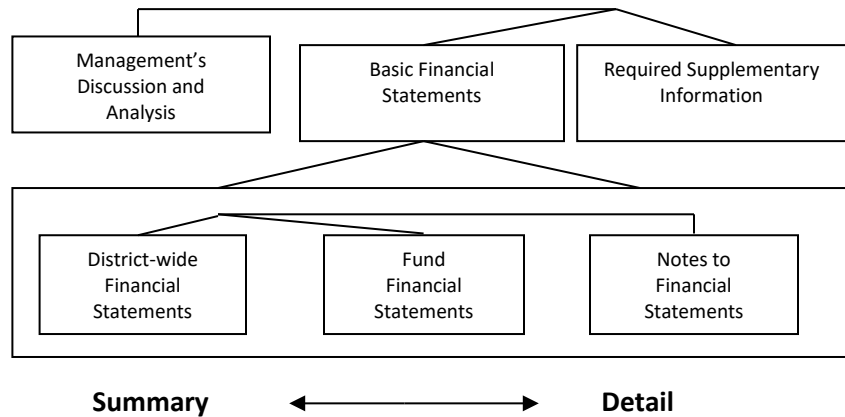 Management’s
Discussion and
Analysis
Basic Financial
Statements
Required Supplementary
Information
District-wide
Financial
Statements
Fund
Financial
Statements
Notes to
Financial
Statements
Summary
Detail